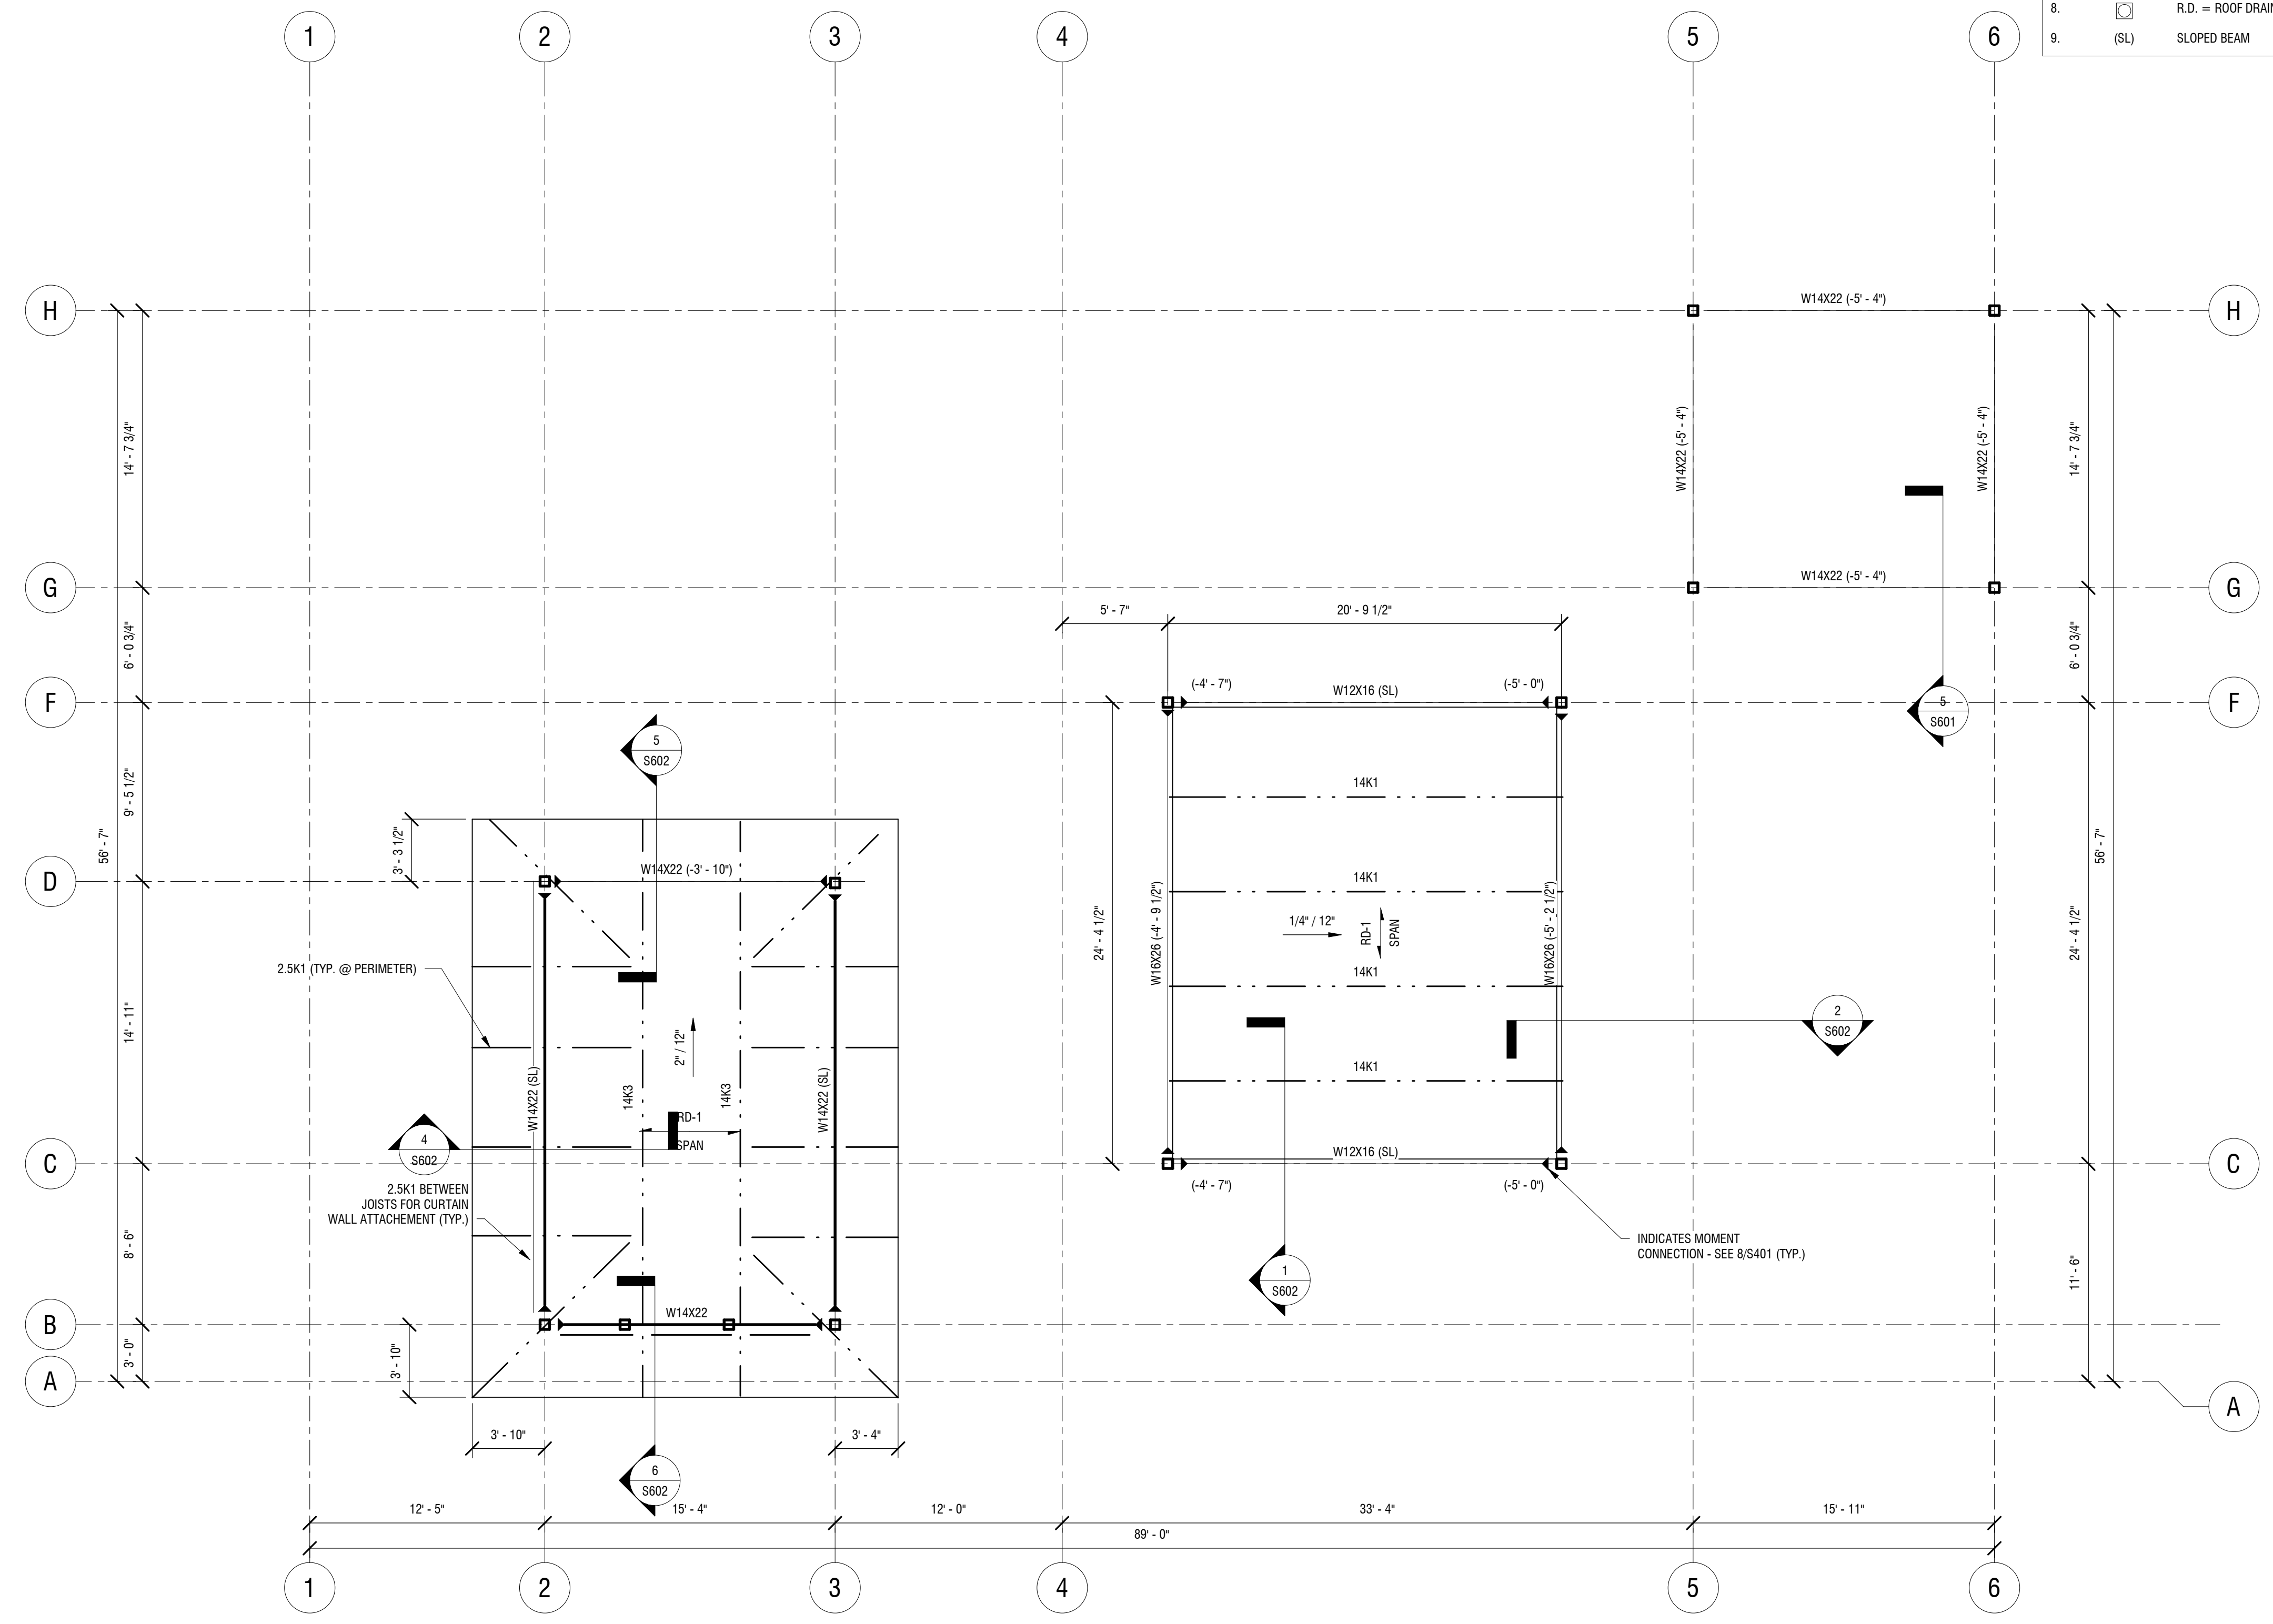 8. R.D. = ROOF DRAIN
9. (SL) SLOPED BEAM
1 2 3 4 5 6
H
H
W14X22 (-5' - 4")
14' - 7 3/4"
W14X22 (-5' - 4")
W14X22 (-5' - 4")
14' - 7 3/4"
G
W14X22 (-5' - 4")
G
5' - 7"
20' - 9 1/2"
6' - 0 3/4"
6' - 0 3/4"
F
(-4' - 7")
W12X16 (SL)
(-5' - 0")
5
S601
F
5
S602
14K1
9' - 5 1/2"
56' - 7"
3' - 3 1/2"
56' - 7"
D
W14X22 (-3' - 10")
14K1
24' - 4 1/2"
W16X26 (-4' - 9 1/2")
1/4" / 12"
RD-1
SPAN
W16X26 (-5' - 2 1/2")
24' - 4 1/2"
2.5K1 (TYP. @ PERIMETER)
14K1
14' - 11"
2" / 12"
2
S602
W14X22 (SL)
14K3
14K3
W14X22 (SL)
14K1
RD-1
SPAN
4
S602
C
W12X16 (SL)
C
2.5K1 BETWEEN
JOISTS FOR CURTAIN
WALL ATTACHEMENT (TYP.)
(-4' - 7")
(-5' - 0")
8' - 6"
INDICATES MOMENT
CONNECTION - SEE 8/S401 (TYP.)
1
S602
11' - 6"
B
W14X22
3' - 0"
3' - 10"
A
A
3' - 10"
3' - 4"
6
S602
12' - 5"
15' - 4"
12' - 0"
33' - 4"
15' - 11"
89' - 0"
1 2 3 4 5 6